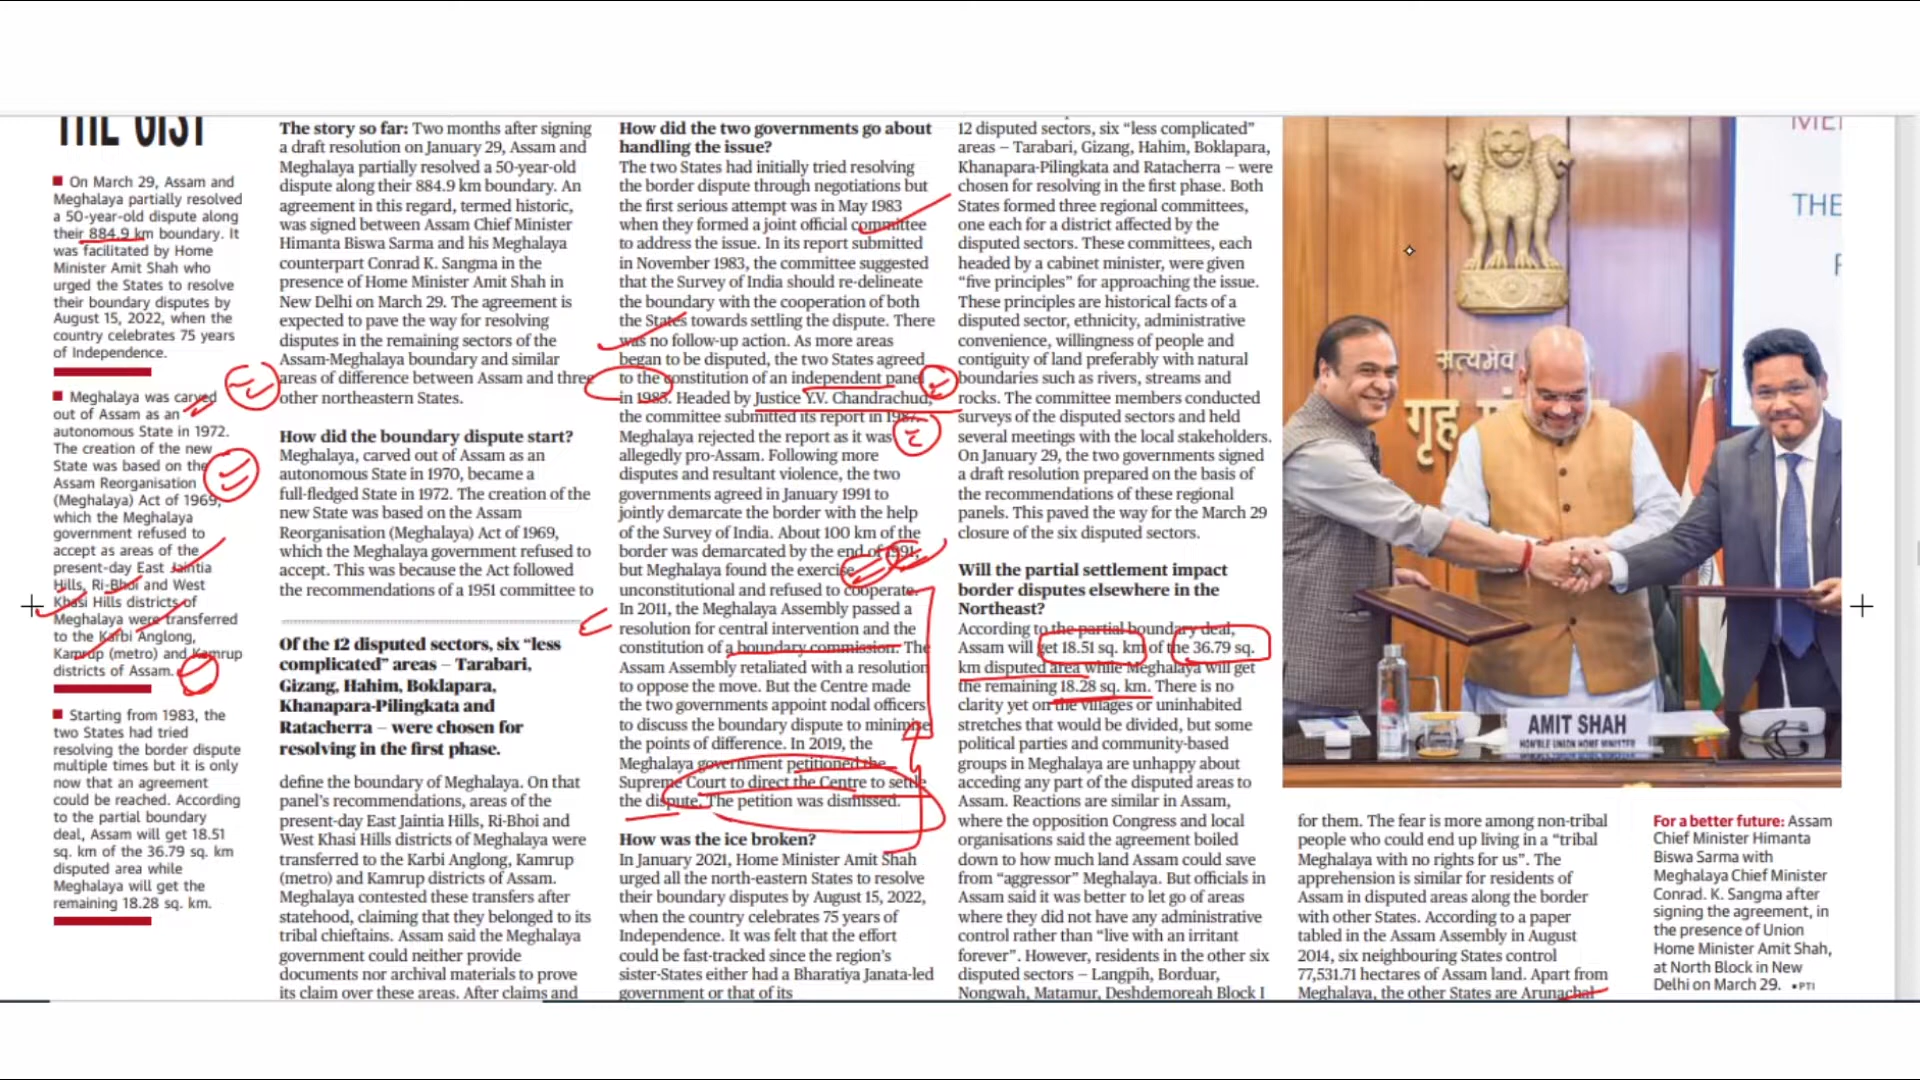 THE GIST
On March 29, Assam and
Meghalaya partially resolved
a 50-year-old dispute along
their 884.9 km boundary. It
was facilitated by Home
Minister Amit Shah who
urged the States to resolve
their boundary disputes by
August 15, 2022, when the
country celebrates 75 years
of Independence.
Meghalaya was carved
out of Assam as an
autonomous State in 1972.
The creation of the new
State was based on the
Assam Reorganisation
(Meghalaya) Act of 1969,
which the Meghalaya
government refused to
accept as areas of the
present-day East Jaintia
Hills, Ri-Bhoi and West
Khasi Hills districts of
Meghalaya were transferred
to the Karbi Anglong,
Kamrup (metro) and Kamrup
districts of Assam.
Starting from 1983, the
two States had tried
resolving the border dispute
multiple times but it is only
now that an agreement
could be reached. According
to the partial boundary
deal, Assam will get 18.51
sq. km of the 36.79 sq. km
disputed area while
Meghalaya will get the
remaining 18.28 sq. km.
The story so far: Two months after signing
a draft resolution on January 29, Assam and
Meghalaya partially resolved a 50-year-old
dispute along their 884.9 km boundary. An
agreement in this regard, termed historic,
was signed between Assam Chief Minister
Himanta Biswa Sarma and his Meghalaya
counterpart Conrad K. Sangma in the
presence of Home Minister Amit Shah in
New Delhi on March 29. The agreement is
expected to pave the way for resolving
disputes in the remaining sectors of the
Assam-Meghalaya boundary and similar
areas of difference between Assam and three
other northeastern States.
How did the boundary dispute start?
Meghalaya, carved out of Assam as an
autonomous State in 1970, became a
full-fledged State in 1972. The creation of the
new State was based on the Assam
Reorganisation (Meghalaya) Act of 1969,
which the Meghalaya government refused to
accept. This was because the Act followed
the recommendations of a 1951 committee to
Of the 12 disputed sectors, six “less
complicated” areas – Tarabari,
Gizang, Hahim, Boklapara,
Khanapara-Pilingkata and
Ratacherra – were chosen for
resolving in the first phase.
define the boundary of Meghalaya. On that
panel’s recommendations, areas of the
present-day East Jaintia Hills, Ri-Bhoi and
West Khasi Hills districts of Meghalaya were
transferred to the Karbi Anglong, Kamrup
(metro) and Kamrup districts of Assam.
Meghalaya contested these transfers after
statehood, claiming that they belonged to its
tribal chieftains. Assam said the Meghalaya
government could neither provide
documents nor archival materials to prove
its claim over these areas. After claims and
How did the two governments go about
handling the issue?
The two States had initially tried resolving
the border dispute through negotiations but
the first serious attempt was in May 1983
when they formed a joint official committee
to address the issue. In its report submitted
in November 1983, the committee suggested
that the Survey of India should re-delineate
the boundary with the cooperation of both
the States towards settling the dispute. There
was no follow-up action. As more areas
began to be disputed, the two States agreed
to the constitution of an independent panel
in 1985. Headed by Justice Y.V. Chandrachud,
the committee submitted its report in 1987.
Meghalaya rejected the report as it was
allegedly pro-Assam. Following more
disputes and resultant violence, the two
governments agreed in January 1991 to
jointly demarcate the border with the help
of the Survey of India. About 100 km of the
border was demarcated by the end of 1991,
but Meghalaya found the exercise
unconstitutional and refused to cooperate.
In 2011, the Meghalaya Assembly passed a
resolution for central intervention and the
constitution of a boundary commission. The
Assam Assembly retaliated with a resolution
to oppose the move. But the Centre made
the two governments appoint nodal officers
to discuss the boundary dispute to minimise
the points of difference. In 2019, the
Meghalaya government petitioned the
Supreme Court to direct the Centre to settle
the dispute. The petition was dismissed.
How was the ice broken?
In January 2021, Home Minister Amit Shah
urged all the north-eastern States to resolve
their boundary disputes by August 15, 2022,
when the country celebrates 75 years of
Independence. It was felt that the effort
could be fast-tracked since the region’s
sister-States either had a Bharatiya Janata-led
government or that of its
12 disputed sectors, six “less complicated”
areas – Tarabari, Gizang, Hahim, Boklapara,
Khanapara-Pilingkata and Ratacherra – were
chosen for resolving in the first phase. Both
States formed three regional committees,
one each for a district affected by the
disputed sectors. These committees, each
headed by a cabinet minister, were given
“five principles” for approaching the issue.
These principles are historical facts of a
disputed sector, ethnicity, administrative
convenience, willingness of people and
contiguity of land preferably with natural
boundaries such as rivers, streams and
rocks. The committee members conducted
surveys of the disputed sectors and held
several meetings with the local stakeholders.
On January 29, the two governments signed
a draft resolution prepared on the basis of
the recommendations of these regional
panels. This paved the way for the March 29
closure of the six disputed sectors.
Will the partial settlement impact
border disputes elsewhere in the
Northeast?
According to the partial boundary deal,
Assam will get 18.51 sq. km of the 36.79 sq.
km disputed area while Meghalaya will get
the remaining 18.28 sq. km. There is no
clarity yet on the villages or uninhabited
stretches that would be divided, but some
political parties and community-based
groups in Meghalaya are unhappy about
acceding any part of the disputed areas to
Assam. Reactions are similar in Assam,
where the opposition Congress and local
organisations said the agreement boiled
down to how much land Assam could save
from “aggressor” Meghalaya. But officials in
Assam said it was better to let go of areas
where they did not have any administrative
control rather than “live with an irritant
forever”. However, residents in the other six
disputed sectors – Langpih, Borduar,
Nongwah, Matamur, Deshdemoreah Block I
THE
सत्यमेव
गृह
AMIT SHAH
HON'BLE UNION HOME MINISTER
for them. The fear is more among non-tribal
people who could end up living in a “tribal
Meghalaya with no rights for us”. The
apprehension is similar for residents of
Assam in disputed areas along the border
with other States. According to a paper
tabled in the Assam Assembly in August
2014, six neighbouring States control
77,531.71 hectares of Assam land. Apart from
Meghalaya, the other States are Arunachal
For a better future: Assam
Chief Minister Himanta
Biswa Sarma with
Meghalaya Chief Minister
Conrad. K. Sangma after
signing the agreement, in
the presence of Union
Home Minister Amit Shah,
at North Block in New
Delhi on March 29. •PTI